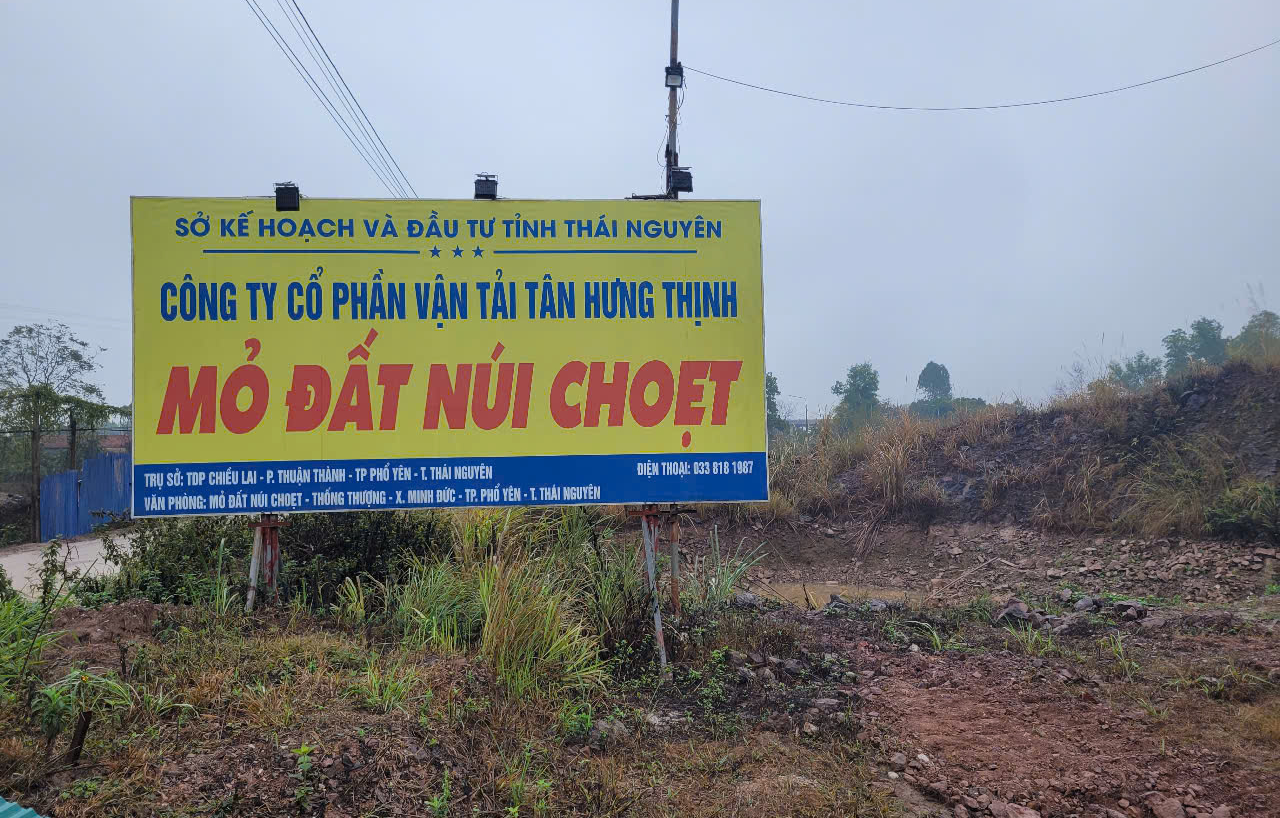 SỞ KẾ HOẠCH VÀ ĐẦU TƯ TỈNH THÁI NGUYÊN
CÔNG TY CỔ PHẦN VẬN TẢI TÂN HƯNG THỊNH
MỎ ĐẤT NÚI CHOẸT
TRỤ SỞ: TDP CHIỀU LAI - P. THUẬN THÀNH - TP PHỔ YÊN - T. THÁI NGUYÊN
ĐIỆN THOẠI: 033 818 1987
VĂN PHÒNG: MỎ ĐẤT NÚI CHOẸT - THỐNG THƯỢNG - X. MINH ĐỨC - TP. PHỔ YÊN - T. THÁI NGUYÊN